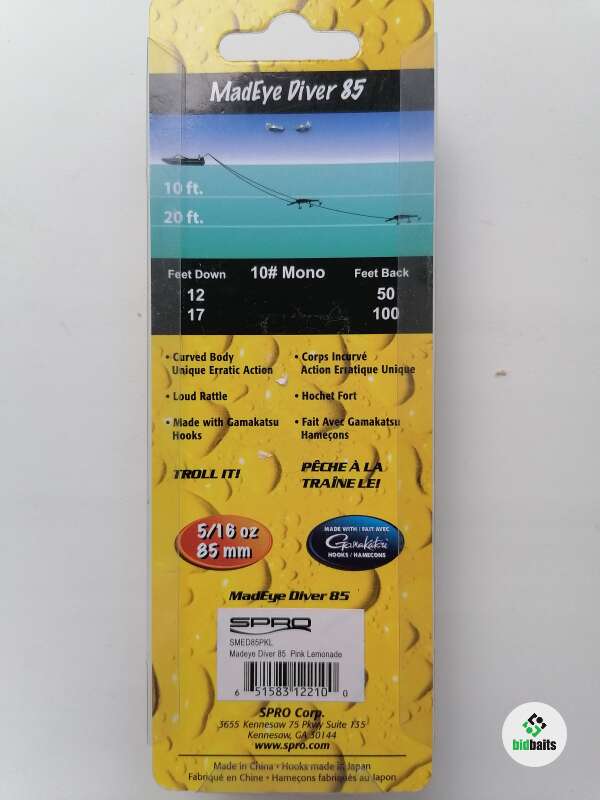 MadEye Diver 85
10 ft.
20 ft.
Feet Down 10# Mono Feet Back
12 50
17 100
• Curved Body
Unique Erratic Action
• Loud Rattle
• Made with Gamakatsu
Hooks
TROLL IT!
• Corps Incurvé
Action Erratique Unique
• Hochet Fort
• Fait Avec Gamakatsu
Hameçons
PÊCHE À LA
TRAÎNE LE!
5/16 oz
85 mm
MADE WITH / FAIT AVEC
Gamakatsu
HOOKS / HAMECONS
MadEye Diver 85
SPRO
SMED85PKL
Madeye Diver 85 Pink Lemonade
6 51583 12210 0
SPRO Corp.
3655 Kennesaw 75 Pkwy Suite 135
Kennesaw, GA 30144
www.spro.com
Made in China • Hooks made in Japan
Fabriqué en Chine • Hameçons fabriqués au Japon
bidbaits